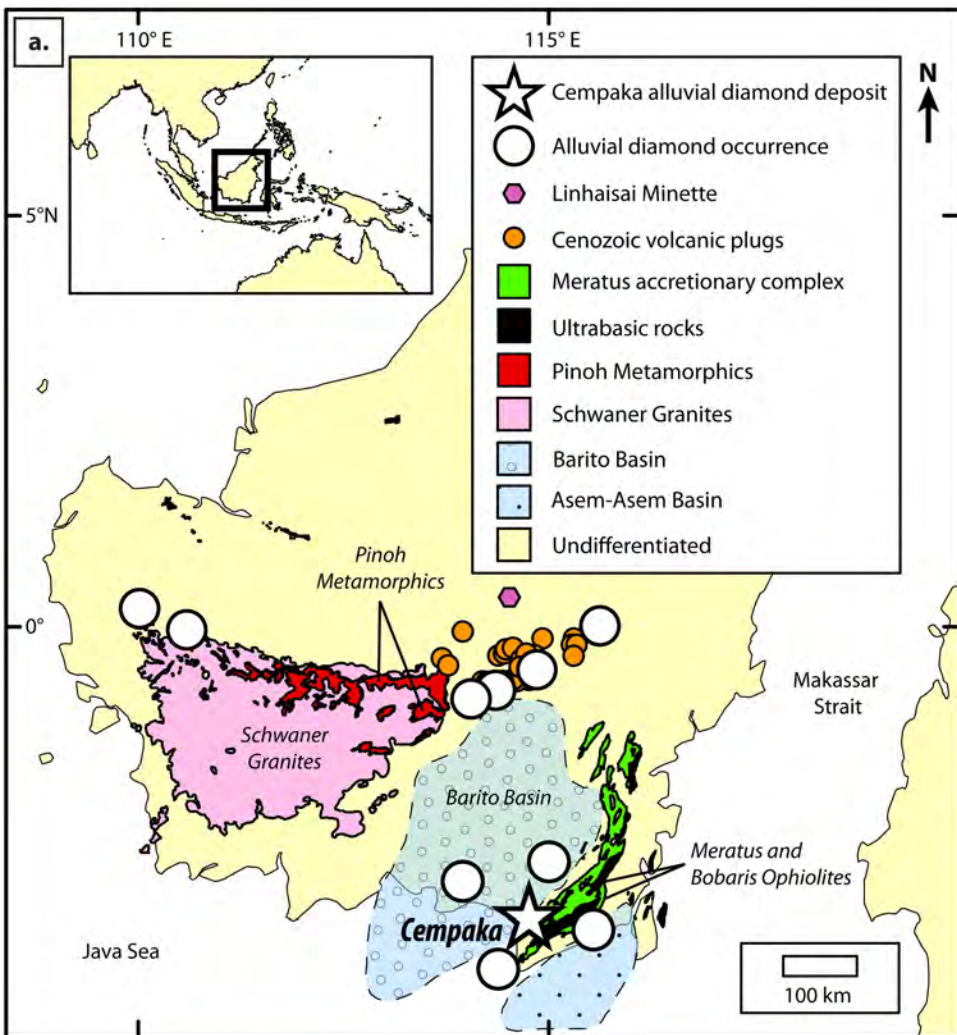 a.
110° E
115° E
N
5°N
0°
Cempaka alluvial diamond deposit
Alluvial diamond occurrence
Linhaisai Minette
Cenozoic volcanic plugs
Meratus accretionary complex
Ultrabasic rocks
Pinoh Metamorphics
Schwaner Granites
Barito Basin
Asem-Asem Basin
Undifferentiated
Pinoh
Metamorphics
Makassar
Strait
Schwaner
Granites
Barito Basin
Meratus and
Bobaris Ophiolites
Cempaka
Java Sea
100 km